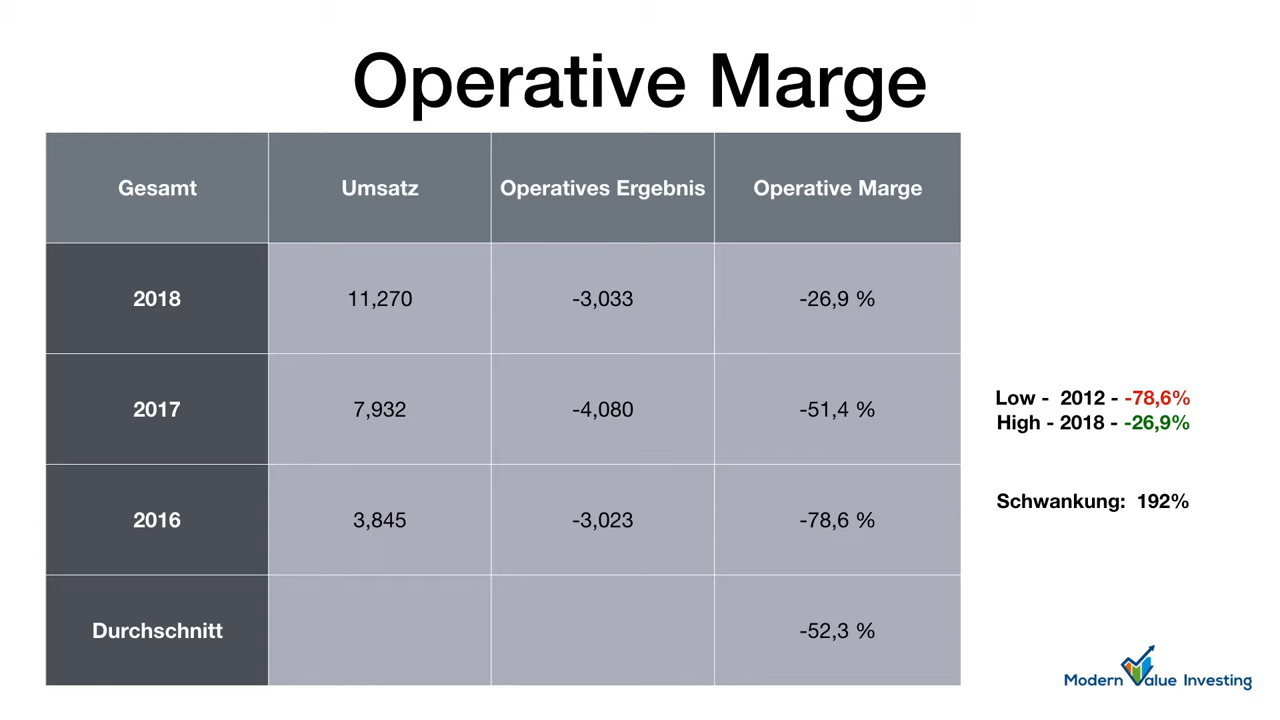 Operative Marge
Gesamt Umsatz Operatives Ergebnis Operative Marge
2018 11,270 -3,033 -26,9 %
2017 7,932 -4,080 -51,4 %
2016 3,845 -3,023 -78,6 %
Durchschnitt -52,3 %
Low - 2012 - -78,6%
High - 2018 - -26,9%
Schwankung: 192%
Modern Value Investing